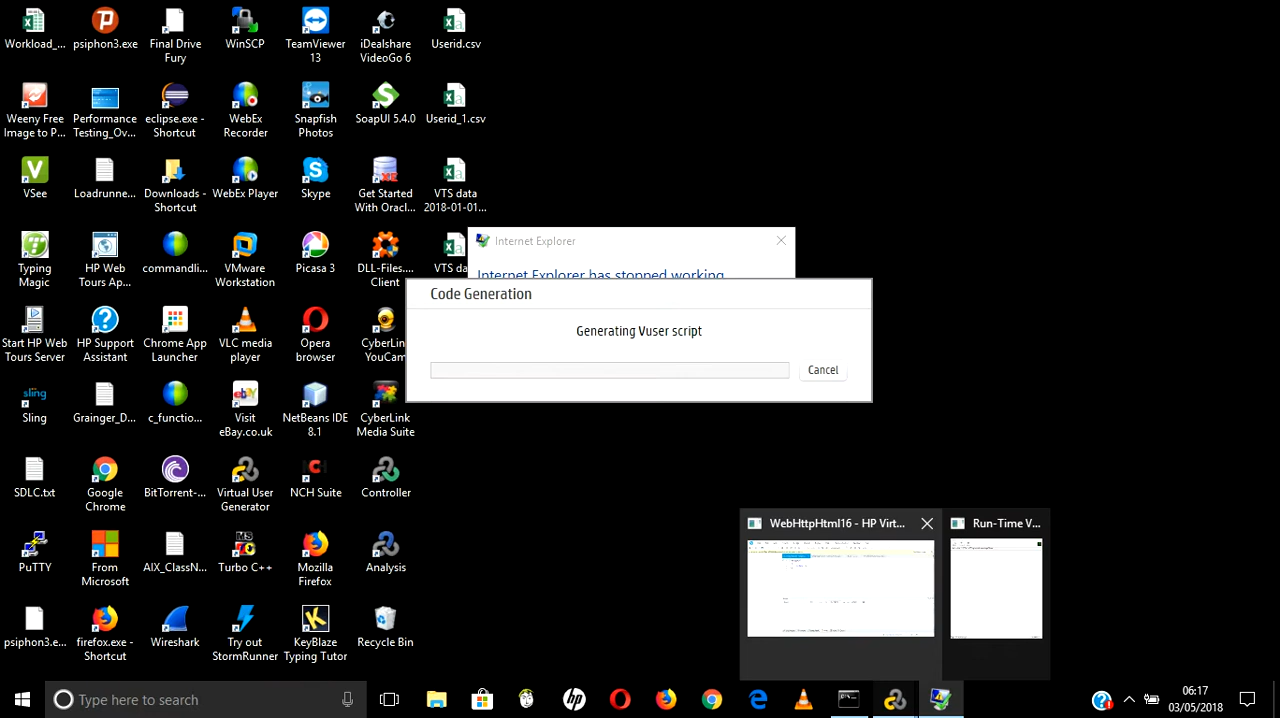 Workload_...
psiphon3.exe
Final Drive
Fury
WinSCP
TeamViewer
13
iDealshare
VideoGo 6
Userid.csv
Weeny Free
Image to P...
Performance
Testing_Ov...
eclipse.exe -
Shortcut
WebEx
Recorder
Snapfish
Photos
SoapUI 5.4.0
Userid_1.csv
VSee
Loadrunne...
Downloads -
Shortcut
WebEx Player
Skype
Get Started
With Oracl...
VTS data
2018-01-01...
Typing
Magic
HP Web
Tours Ap...
commandli...
VMware
Workstation
Picasa 3
DLL-Files....
Client
VTS da
Internet Explorer
Internet Explorer has stopped working
Code Generation
Generating Vuser script
Cancel
Start HP Web
Tours Server
HP Support
Assistant
Chrome App
Launcher
VLC media
player
Opera
browser
CyberLin
YouCam
Sling
Grainger_D...
c_functio...
Visit
eBay.co.uk
NetBeans IDE
8.1
CyberLink
Media Suite
SDLC.txt
Google
Chrome
BitTorrent-...
Virtual User
Generator
NCH Suite
Controller
PuTTY
Microsoft
AIX_ClassN...
Turbo C++
Mozilla
Firefox
Analysis
psiphon3.e...
firefox.exe -
Shortcut
Wireshark
Try out
StormRunner
KeyBlaze
Typing Tutor
Recycle Bin
WebHttpHtml16 - HP Virt...
Run-Time V...
Type here to search
06:17
03/05/2018